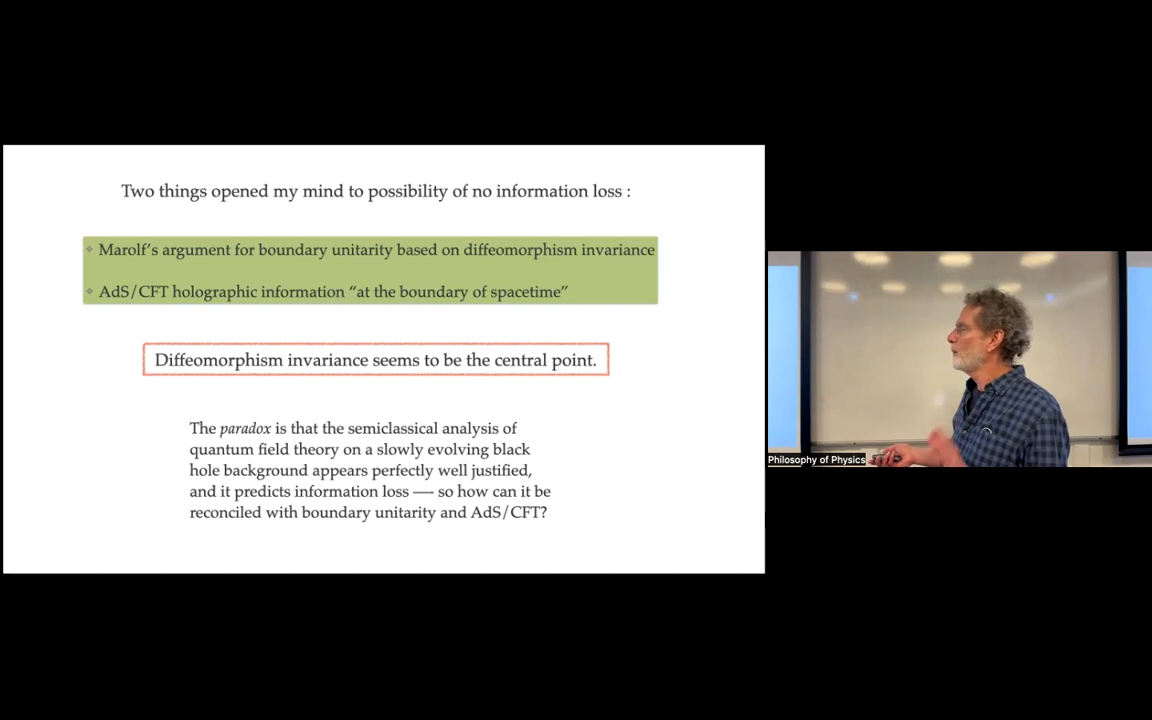 Two things opened my mind to possibility of no information loss :
Marolf's argument for boundary unitarity based on diffeomorphism invariance
AdS/CFT holographic information “at the boundary of spacetime”
Diffeomorphism invariance seems to be the central point.
The paradox is that the semiclassical analysis of
quantum field theory on a slowly evolving black
hole background appears perfectly well justified,
and it predicts information loss — so how can it be
reconciled with boundary unitarity and AdS/CFT?
Philosophy of Physics